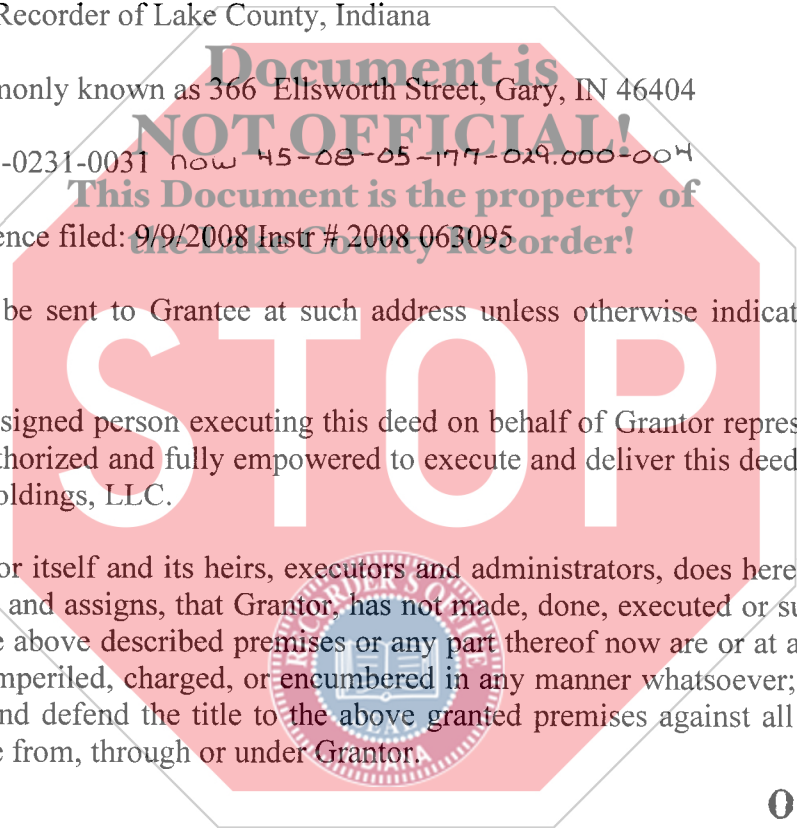 Recorder of Lake County, Indiana
Document is
monly known as 366 Ellsworth Street, Gary, IN 46404
NOT OFFICIAL!
-0231-0031 now 45-08-05-177-029.000-004
This Document is the property of
ence filed: 9/9/2008 Instr # 2008 063095
the Lake County Recorder!
be sent to Grantee at such address unless otherwise indicat
STOP
signed person executing this deed on behalf of Grantor repres
thorized and fully empowered to execute and deliver this deed
oldings, LLC.
or itself and its heirs, executors and administrators, does here
and assigns, that Grantor, has not made, done, executed or su
e above described premises or any part thereof now are or at a
mperiled, charged, or encumbered in any manner whatsoever;
nd defend the title to the above granted premises against all
e from, through or under Grantor.
RECORDER'S OFFICE
SEAL
INDIANA
O